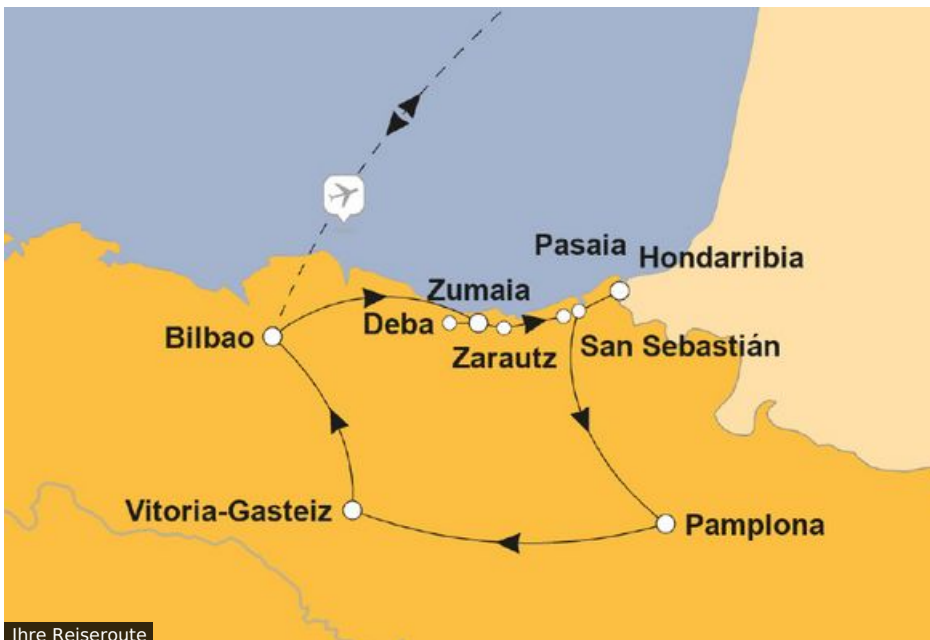 Pasaia
Hondarribia
Zumaia
Deba
Bilbao
San Sebastián
Zarautz
Vitoria-Gasteiz
Pamplona
Ihre Reiseroute